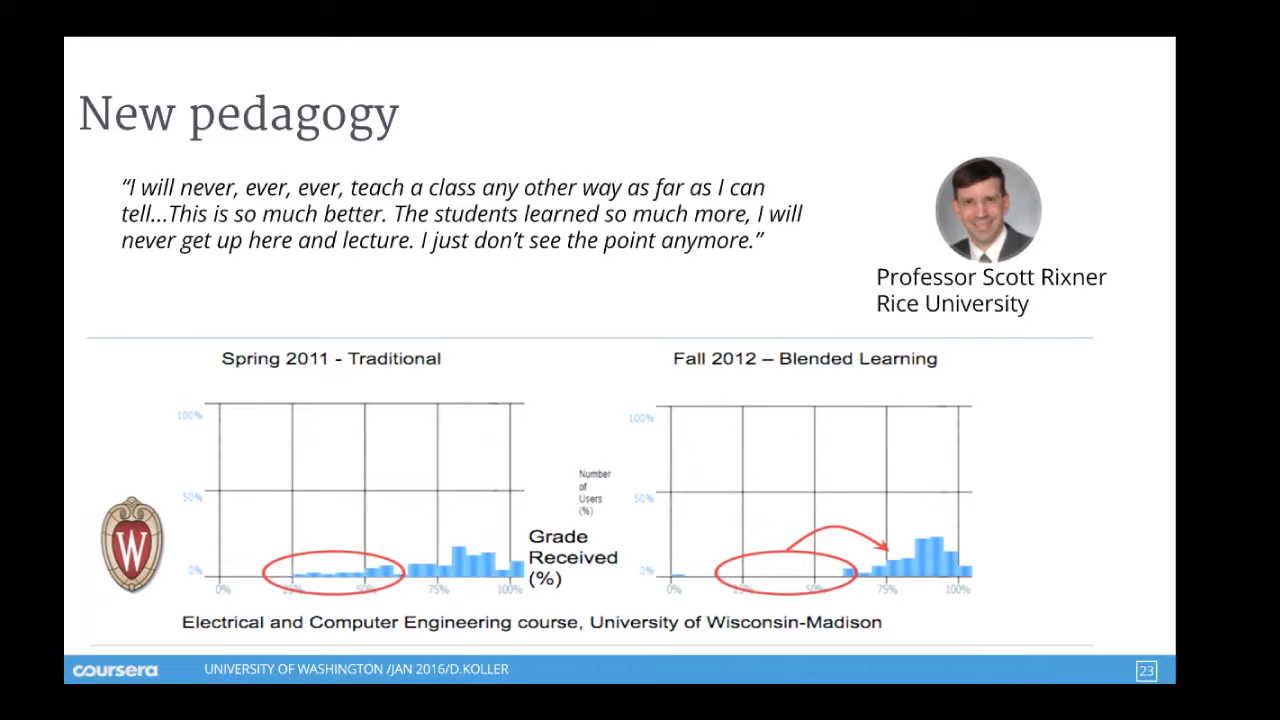 New pedagogy
“I will never, ever, ever, teach a class any other way as far as I can
tell...This is so much better. The students learned so much more, I will
never get up here and lecture. I just don’t see the point anymore.”
Professor Scott Rixner
Rice University
Spring 2011 - Traditional
100%
50%
0%
0%
25%
50%
75%
100%
Grade
Received
(%)
Fall 2012 – Blended Learning
Number
of
Users
(%)
100%
50%
0%
0%
25%
50%
75%
100%
W
Electrical and Computer Engineering course, University of Wisconsin-Madison
coursera
UNIVERSITY OF WASHINGTON /JAN 2016/D.KOLLER
23